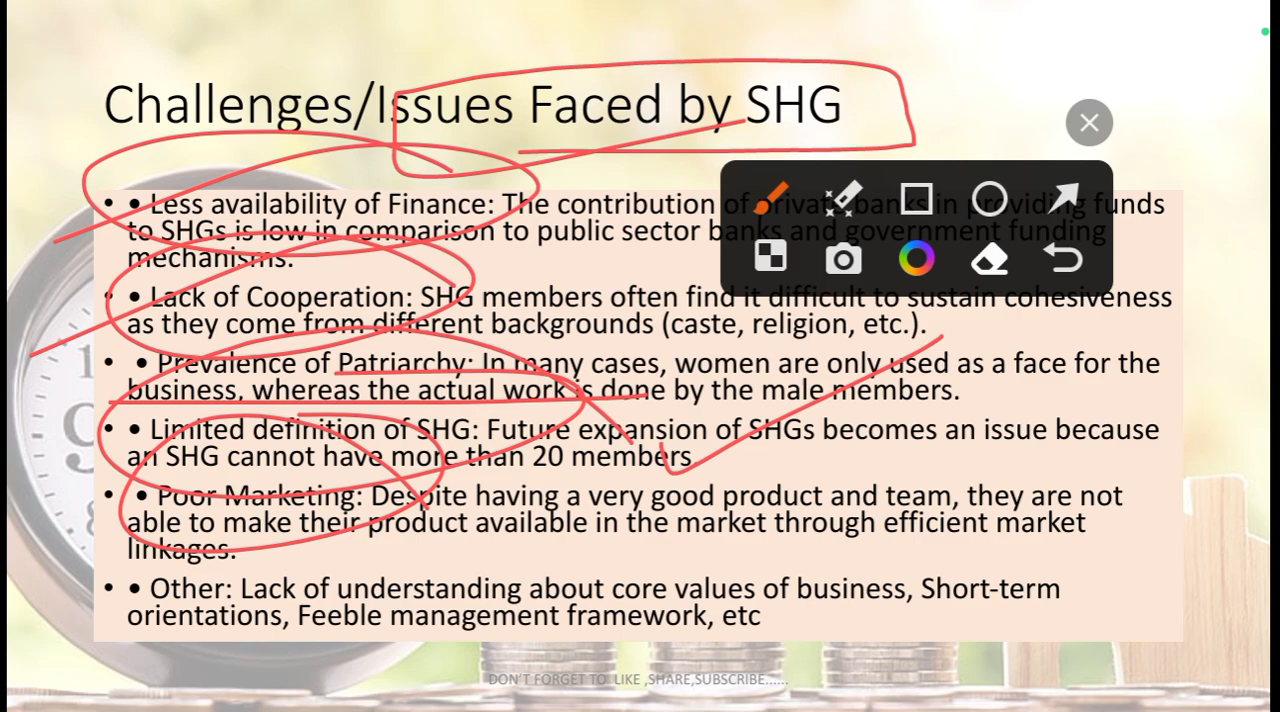 Challenges/Issues Faced by SHG
• • Less availability of Finance: The contribution of private banks in providing funds
to SHGs is low in comparison to public sector banks and government funding
mechanisms.
• • Lack of Cooperation: SHG members often find it difficult to sustain cohesiveness
as they come from different backgrounds (caste, religion, etc.).
• • Prevalence of Patriarchy: In many cases, women are only used as a face for the
business, whereas the actual work is done by the male members.
• • Limited definition of SHG: Future expansion of SHGs becomes an issue because
an SHG cannot have more than 20 members
• • Poor Marketing: Despite having a very good product and team, they are not
able to make their product available in the market through efficient market
linkages.
• • Other: Lack of understanding about core values of business, Short-term
orientations, Feeble management framework, etc
DON'T FORGET TO LIKE ,SHARE,SUBSCRIBE......